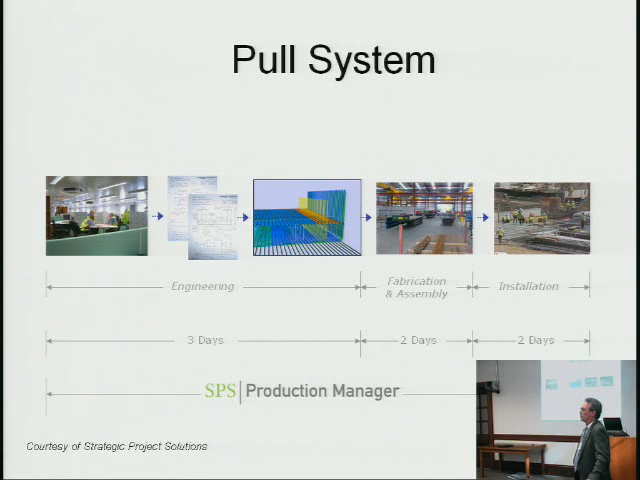 Pull System
Engineering
Fabrication
& Assembly
Installation
3 Days
2 Days
2 Days
SPS Production Manager
Courtesy of Strategic Project Solutions